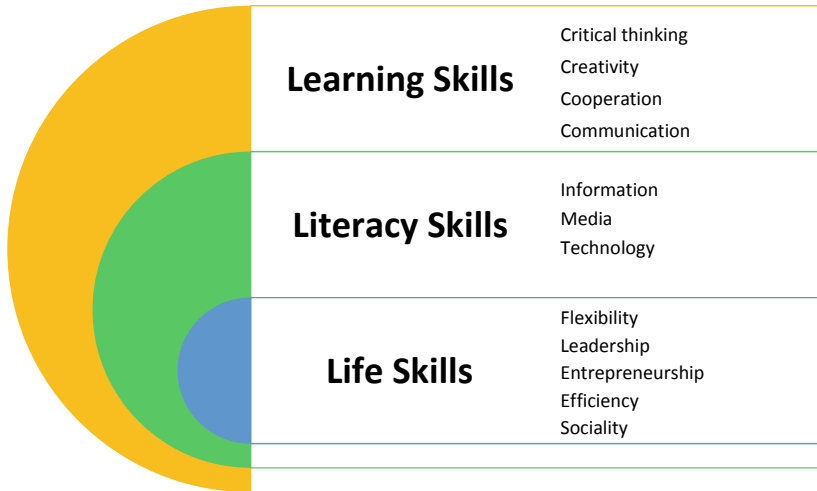 Learning Skills
Critical thinking
Creativity
Cooperation
Communication
Literacy Skills
Information
Media
Technology
Life Skills
Flexibility
Leadership
Entrepreneurship
Efficiency
Sociality